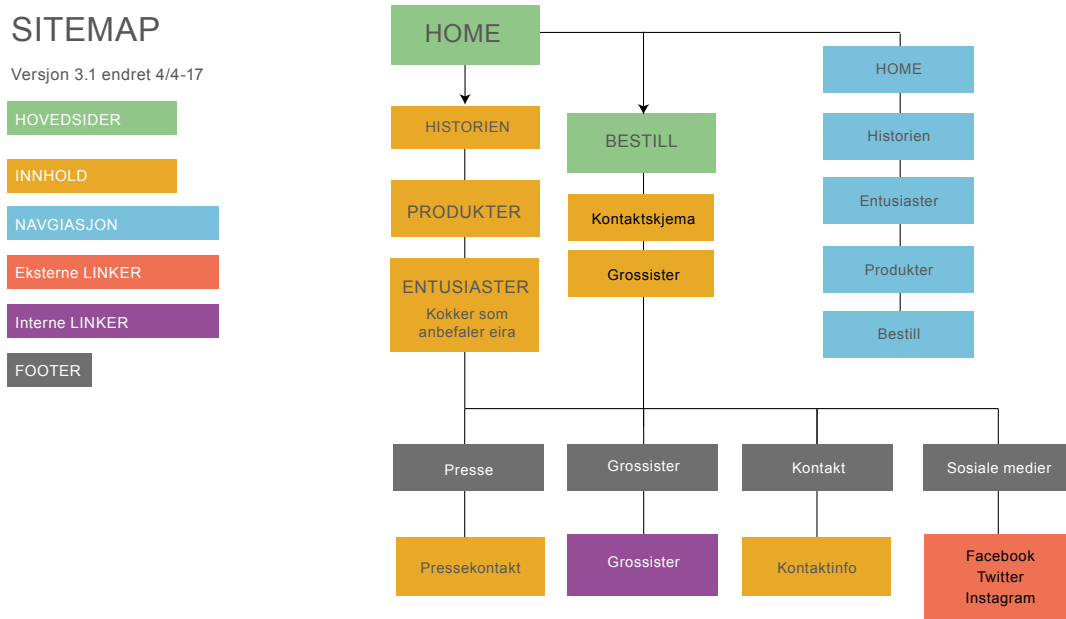 SITEMAP
Versjon 3.1 endret 4/4-17
HOVEDSIDER
INNHOLD
NAVGIASJON
Eksterne LINKER
Interne LINKER
FOOTER
HOME
HISTORIEN
PRODUKTER
ENTUSIASTER
Kokker som
anbefaler eira
BESTILL
Kontaktskjema
Grossister
HOME
Historien
Entusiaster
Produkter
Bestill
Presse
Grossister
Kontakt
Sosiale medier
Pressekontakt
Grossister
Kontaktinfo
Facebook
Twitter
Instagram